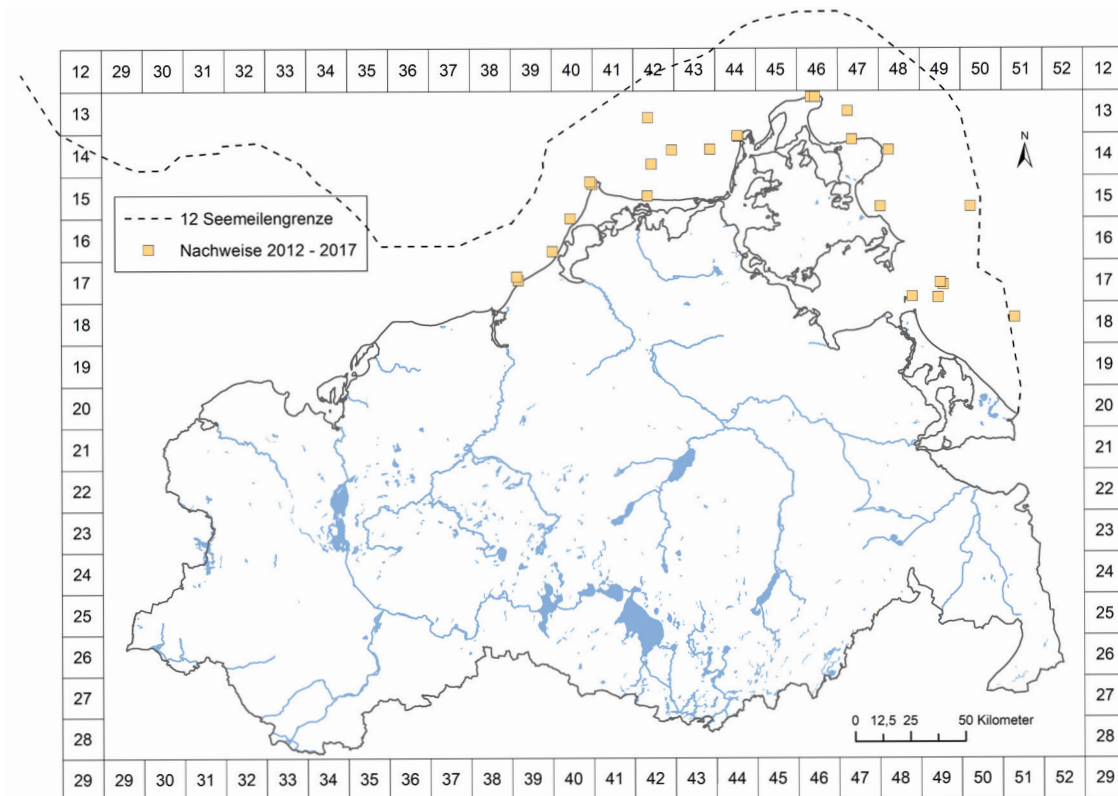 12 29 30 31 32 33 34 35 36 37 38 39 40 41 42 43 44 45 46 47 48 49 50 51 12
13 13
14 14
N
15 15
12 Seemeilengrenze
16 16
Nachweise 2012 - 2017
17 17
18 18
19 19
20 20
21 21
22 22
23 23
24 24
25 25
26 26
27 27
0 12,5 25 50 Kilometer
28 28
29 29 30 31 32 33 34 35 36 37 38 39 40 41 42 43 44 45 46 47 48 49 50 51 29